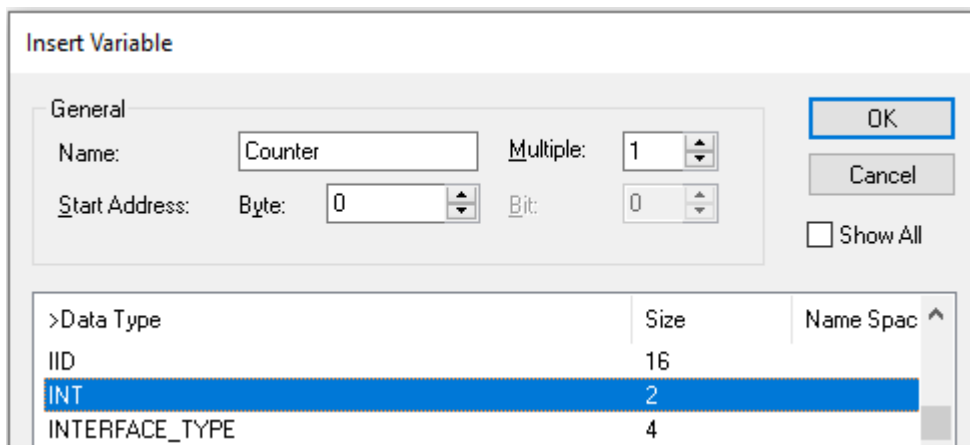 Insert Variable
General
Name: Counter Multiple: 1
Start Address: Byte: 0 Bit: 0
OK
Cancel
Show All
>Data Type Size Name Spac
IID 16
INT 2
INTERFACE_TYPE 4